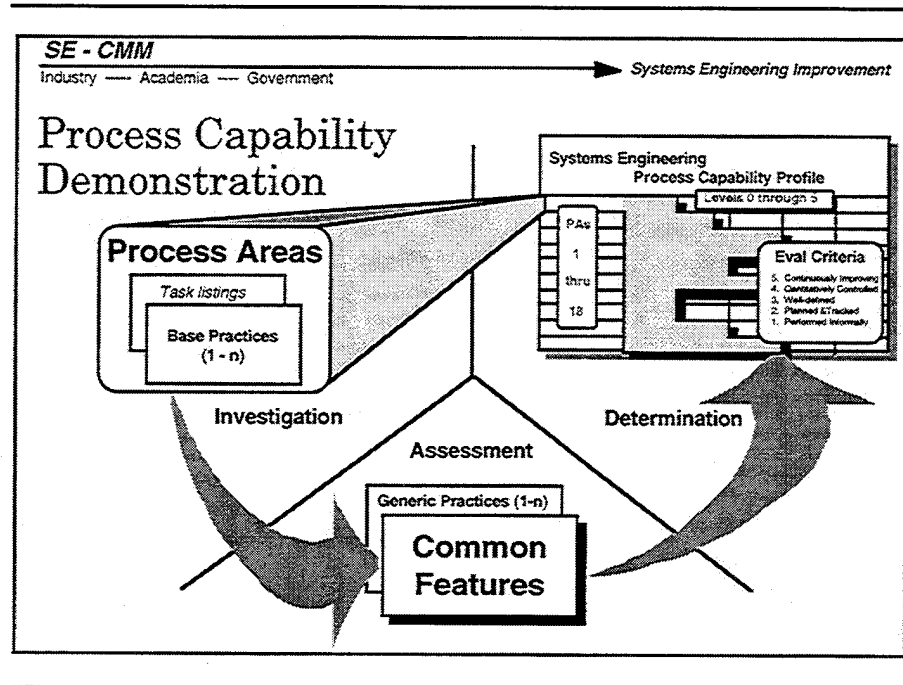 SE - CMM
Industry — Academia — Government
Systems Engineering Improvement
Process Capability
Demonstration
Systems Engineering
Process Capability Profile
Levels 0 through 5
PAs
1
thru
18
Eval Criteria
5. Continuously Improving
4. Qantitatively Controlled
3. Well-defined
2. Planned &Tracked
1. Performed Informally
Process Areas
Task listings
Base Practices
(1 - n)
Investigation
Determination
Assessment
Generic Practices (1-n)
Common
Features